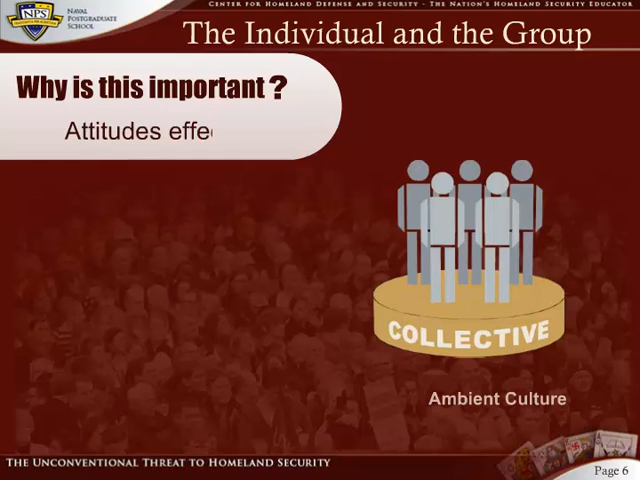 CENTER FOR HOMELAND DEFENSE AND SECURITY - THE NATION'S HOMELAND SECURITY EDUCATOR
NPS
NAVAL
POSTGRADUATE
SCHOOL
The Individual and the Group
Why is this important ?
Attitudes effe
COLLECTIVE
Ambient Culture
THE UNCONVENTIONAL THREAT TO HOMELAND SECURITY
Page 6